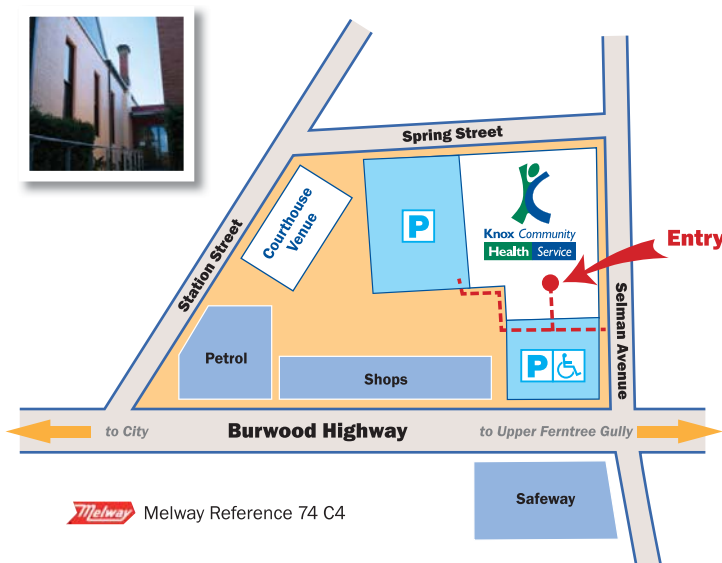 Spring Street
Courthouse
Venue
P
Knox Community
Health Service
Entry
Station Street
Selman Avenue
Petrol
Shops
P
to City
Burwood Highway
to Upper Ferntree Gully
Safeway
Melway Melway Reference 74 C4